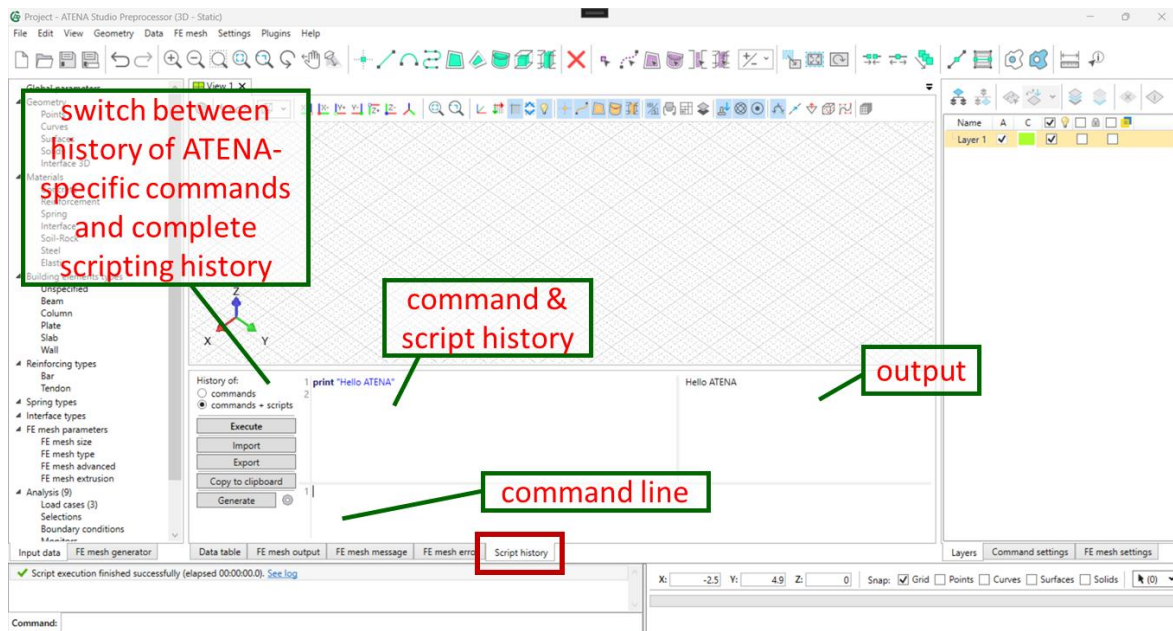 Project - ATENA Studio Preprocessor (3D - Static)
File Edit View Geometry Data FE mesh Settings Plugins Help
View 1
switch between
history of ATENA-
specific commands
and complete
scripting history
Global parameters
Geometry
Interface 3D
Materials
Reinforcement
Spring
Interface
Soil-Rock
Steel
Elastic
Building elements types
Unspecified
Beam
Column
Plate
Slab
Wall
Reinforcing types
Bar
Tendon
Spring types
Interface types
FE mesh parameters
FE mesh size
FE mesh type
FE mesh advanced
FE mesh extrusion
Analysis (9)
Load cases (3)
Selections
Boundary conditions
Monitors
Input data FE mesh generator
Z
X Y
command &
script history
output
History of:
commands
commands + scripts
Execute
Import
Export
Copy to clipboard
Generate
1 print "Hello ATENA"
2
Hello ATENA
1
command line
Data table FE mesh output FE mesh message FE mesh erro Script history
Name A C
Layer 1
Layers Command settings FE mesh settings
Script execution finished successfully (elapsed 00:00:00.0). See log
X: -2.5 Y: 4.9 Z: 0 Snap: Grid Points Curves Surfaces Solids (0)
Command: